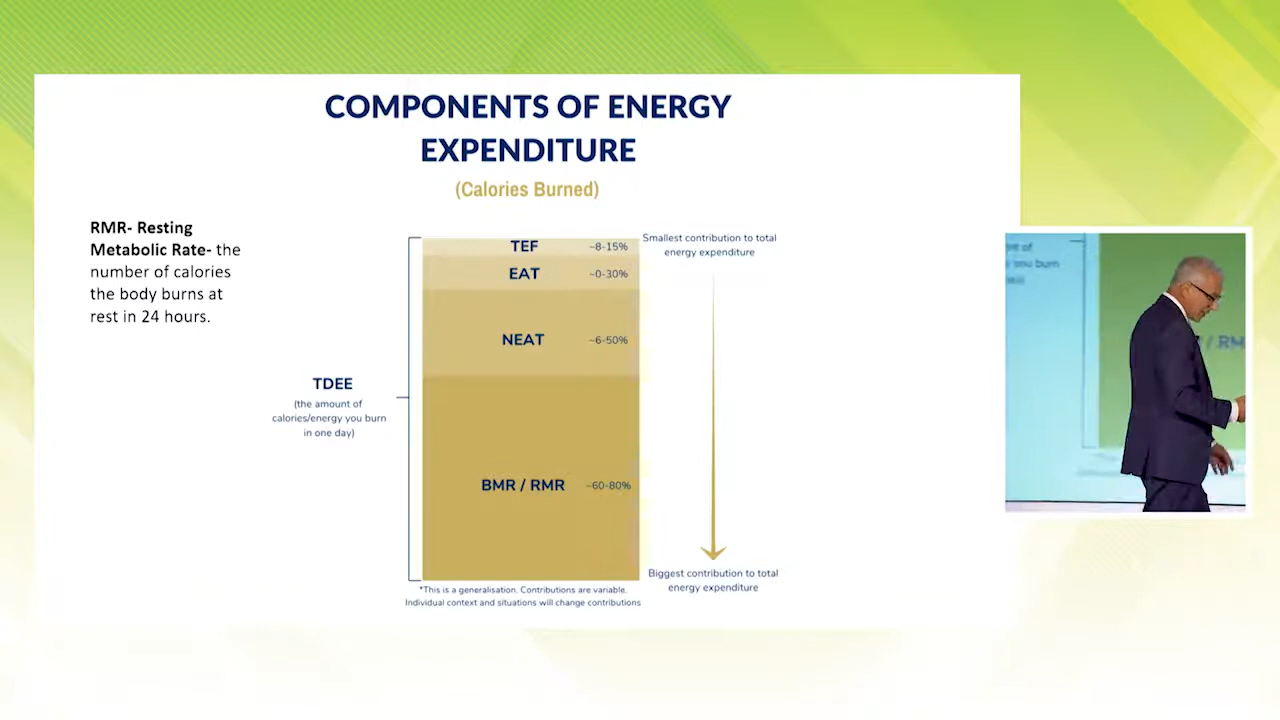 COMPONENTS OF ENERGY
EXPENDITURE
(Calories Burned)
RMR- Resting
Metabolic Rate- the
number of calories
the body burns at
rest in 24 hours.
TDEE
(the amount of
calories/energy you burn
in one day)
TEF ~8-15%
EAT ~0-30%
NEAT ~6-50%
BMR / RMR ~60-80%
Smallest contribution to total
energy expenditure
Biggest contribution to total
energy expenditure
*This is a generalisation. Contributions are variable.
Individual context and situations will change contributions
you burn
/ RM